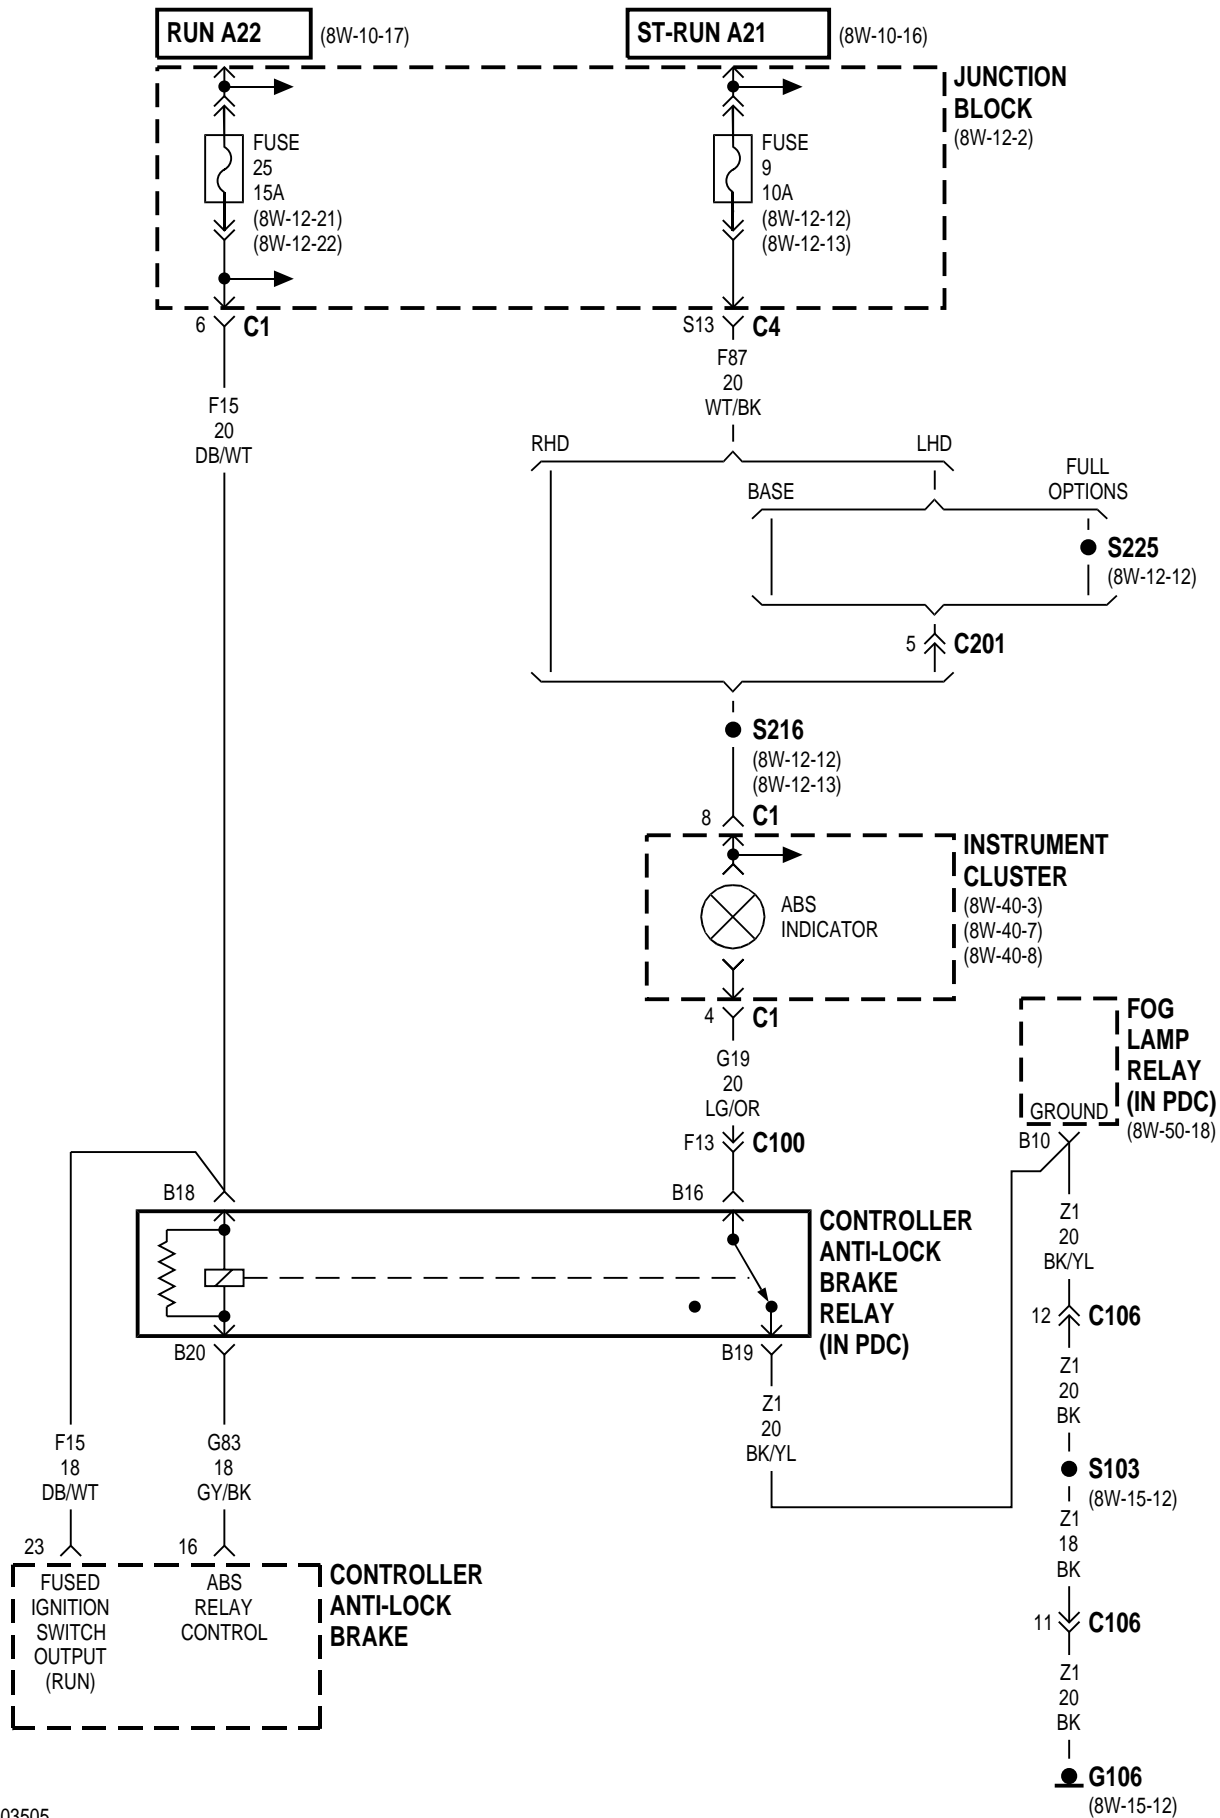 RUN A22
(8W-10-17)
ST-RUN A21
(8W-10-16)
JUNCTION
BLOCK
(8W-12-2)
FUSE
25
15A
(8W-12-21)
(8W-12-22)
FUSE
9
10A
(8W-12-12)
(8W-12-13)
6
C1
S13
C4
F15
20
DB/WT
F87
20
WT/BK
RHD
LHD
BASE
FULL
OPTIONS
S225
(8W-12-12)
5
C201
S216
(8W-12-12)
(8W-12-13)
8
C1
INSTRUMENT
CLUSTER
(8W-40-3)
(8W-40-7)
(8W-40-8)
ABS
INDICATOR
4
C1
G19
20
LG/OR
F13
C100
FOG
LAMP
RELAY
(IN PDC)
(8W-50-18)
GROUND
B10
B18
B16
CONTROLLER
ANTI-LOCK
BRAKE
RELAY
(IN PDC)
B20
B19
Z1
20
BK/YL
Z1
20
BK/YL
12
C106
Z1
20
BK
S103
(8W-15-12)
Z1
18
BK
11
C106
Z1
20
BK
G106
(8W-15-12)
F15
18
DB/WT
G83
18
GY/BK
23
16
FUSED
IGNITION
SWITCH
OUTPUT
(RUN)
ABS
RELAY
CONTROL
CONTROLLER
ANTI-LOCK
BRAKE